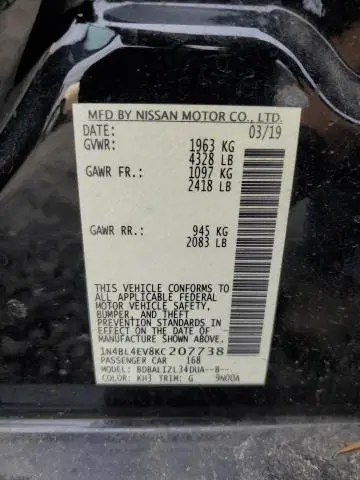 MFD BY NISSAN MOTOR CO., LTD.
DATE: 03/19
GVWR: 1963 KG
4328 LB
GAWR FR.: 1097 KG
2418 LB
GAWR RR.: 945 KG
2083 LB
THIS VEHICLE CONFORMS TO
ALL APPLICABLE FEDERAL
MOTOR VEHICLE SAFETY,
BUMPER, AND THEFT
PREVENTION STANDARDS IN
EFFECT ON THE DATE OF
MANUFACTURE SHOWN ABOVE.
1N4BL4EV8KC207738
PASSENGER CAR 168
MODEL: BDBALIZL34DUA--B--
COLOR: KH3 TRIM: G 9N00A